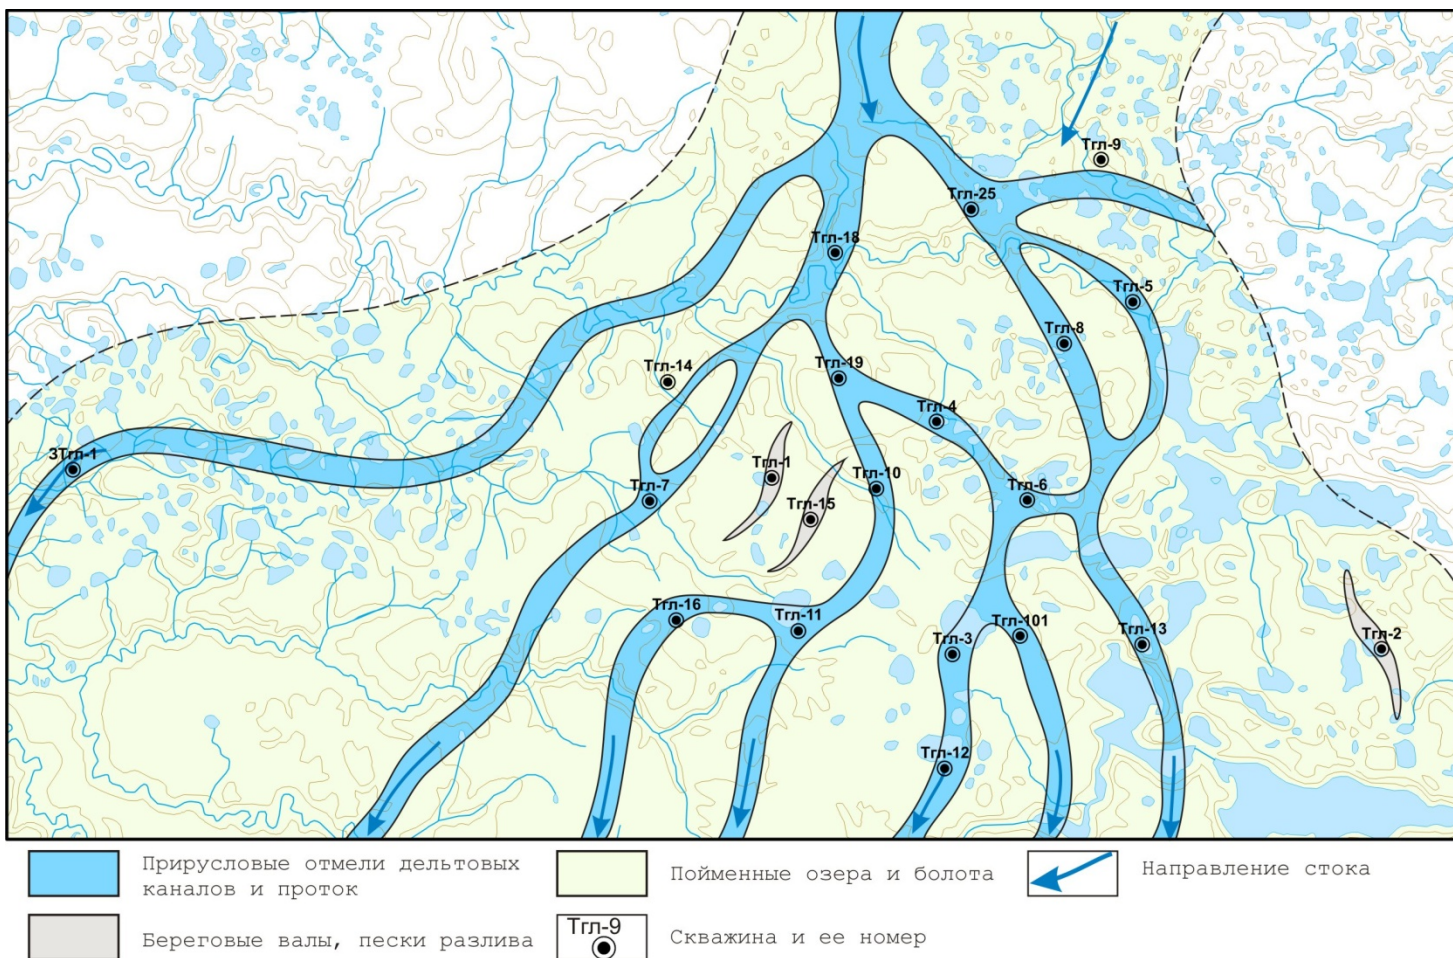 Тгл-9
Тгл-25
Тгл-18
Тгл-5
Тгл-8
Тгл-14
Тгл-19
Тгл-4
3Тгл-1
Тгл-1
Тгл-10
Тгл-7
Тгл-15
Тгл-6
Тгл-16
Тгл-11
Тгл-101
Тгл-3
Тгл-13
Тгл-2
Тгл-12
Прирусловые отмели дельтовых
каналов и проток
Пойменные озера и болота
Направление стока
Береговые валы, пески разлива
Тгл-9
Скважина и ее номер